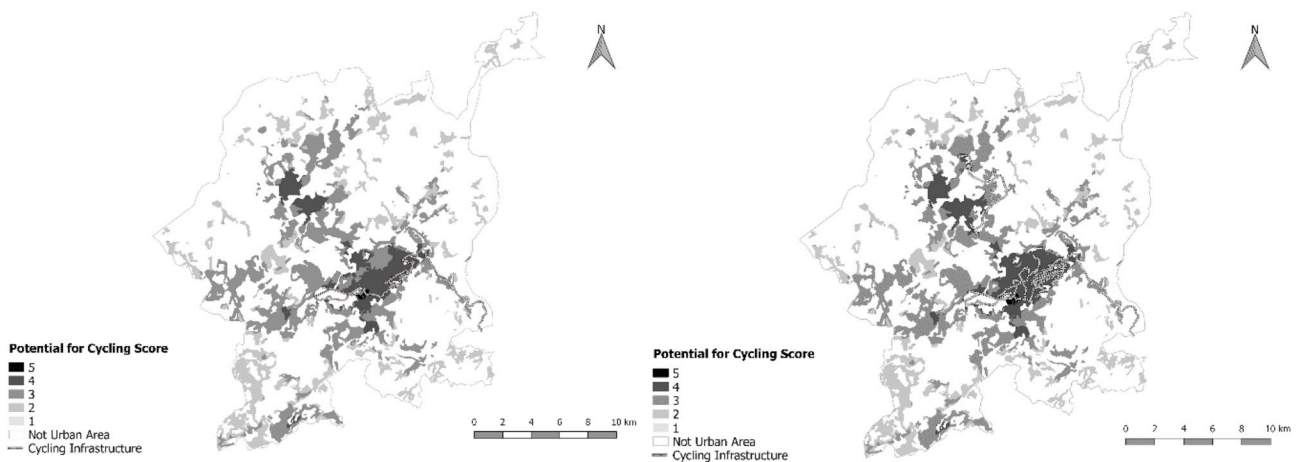 N
Potential for Cycling Score
5
4
3
2
1
Not Urban Area
Cycling Infrastructure
0 2 4 6 8 10 km
N
Potential for Cycling Score
5
4
3
2
1
Not Urban Area
Cycling Infrastructure
0 2 4 6 8 10 km